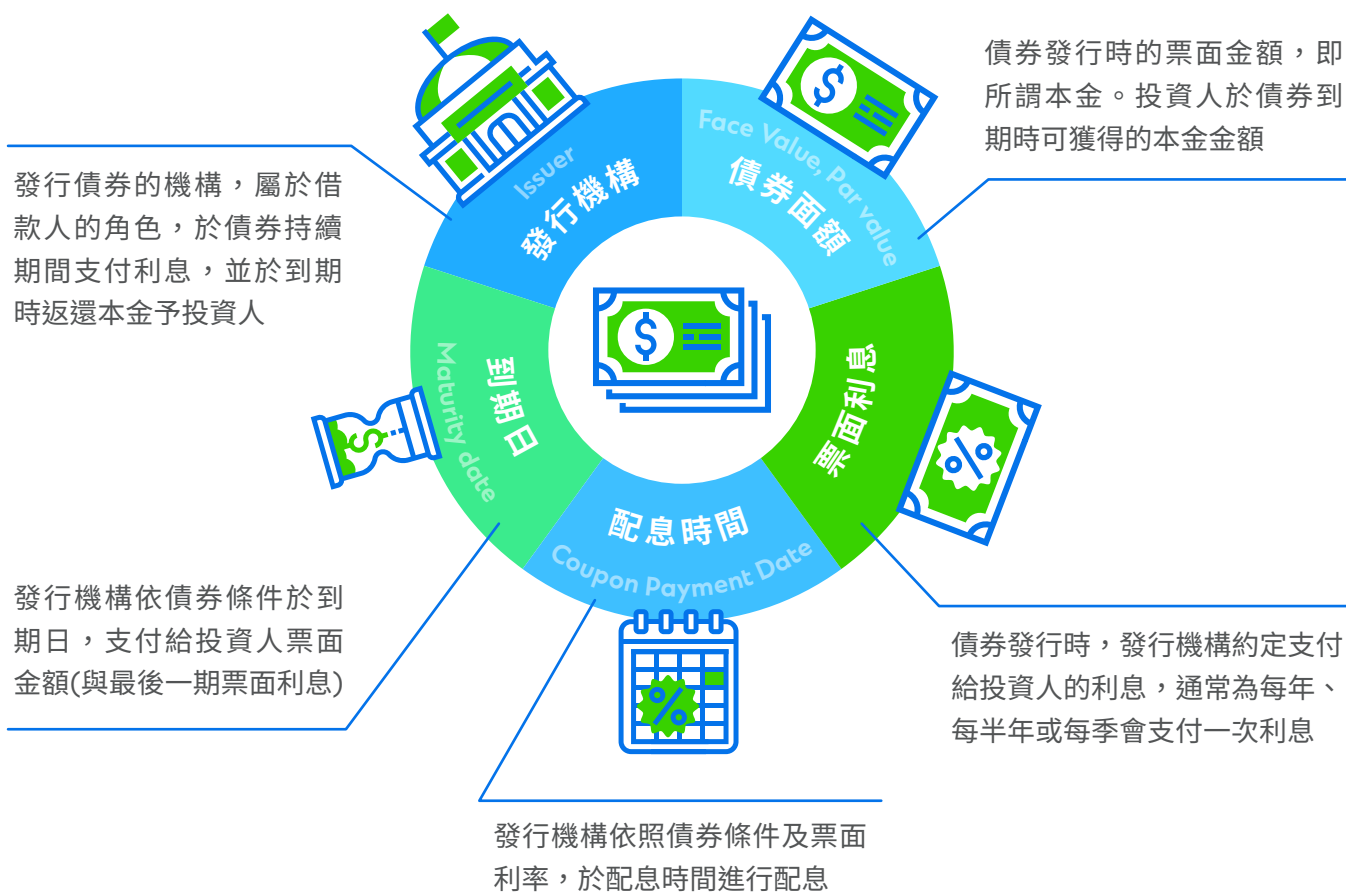 發行債券的機構，屬於借
款人的角色，於債券持續
期間支付利息，並於到期
時返還本金予投資人
Issuer
發行機構
Face Value, Par value
債券面額
債券發行時的票面金額，即
所謂本金。投資人於債券到
期時可獲得的本金金額
$
$
Maturity date
到期日
$
票面利息
%
配息時間
Coupon Payment Date
%
發行機構依債券條件於到
期日，支付給投資人票面
金額(與最後一期票面利息)
債券發行時，發行機構約定支付
給投資人的利息，通常為每年、
每半年或每季會支付一次利息
發行機構依照債券條件及票面
利率，於配息時間進行配息